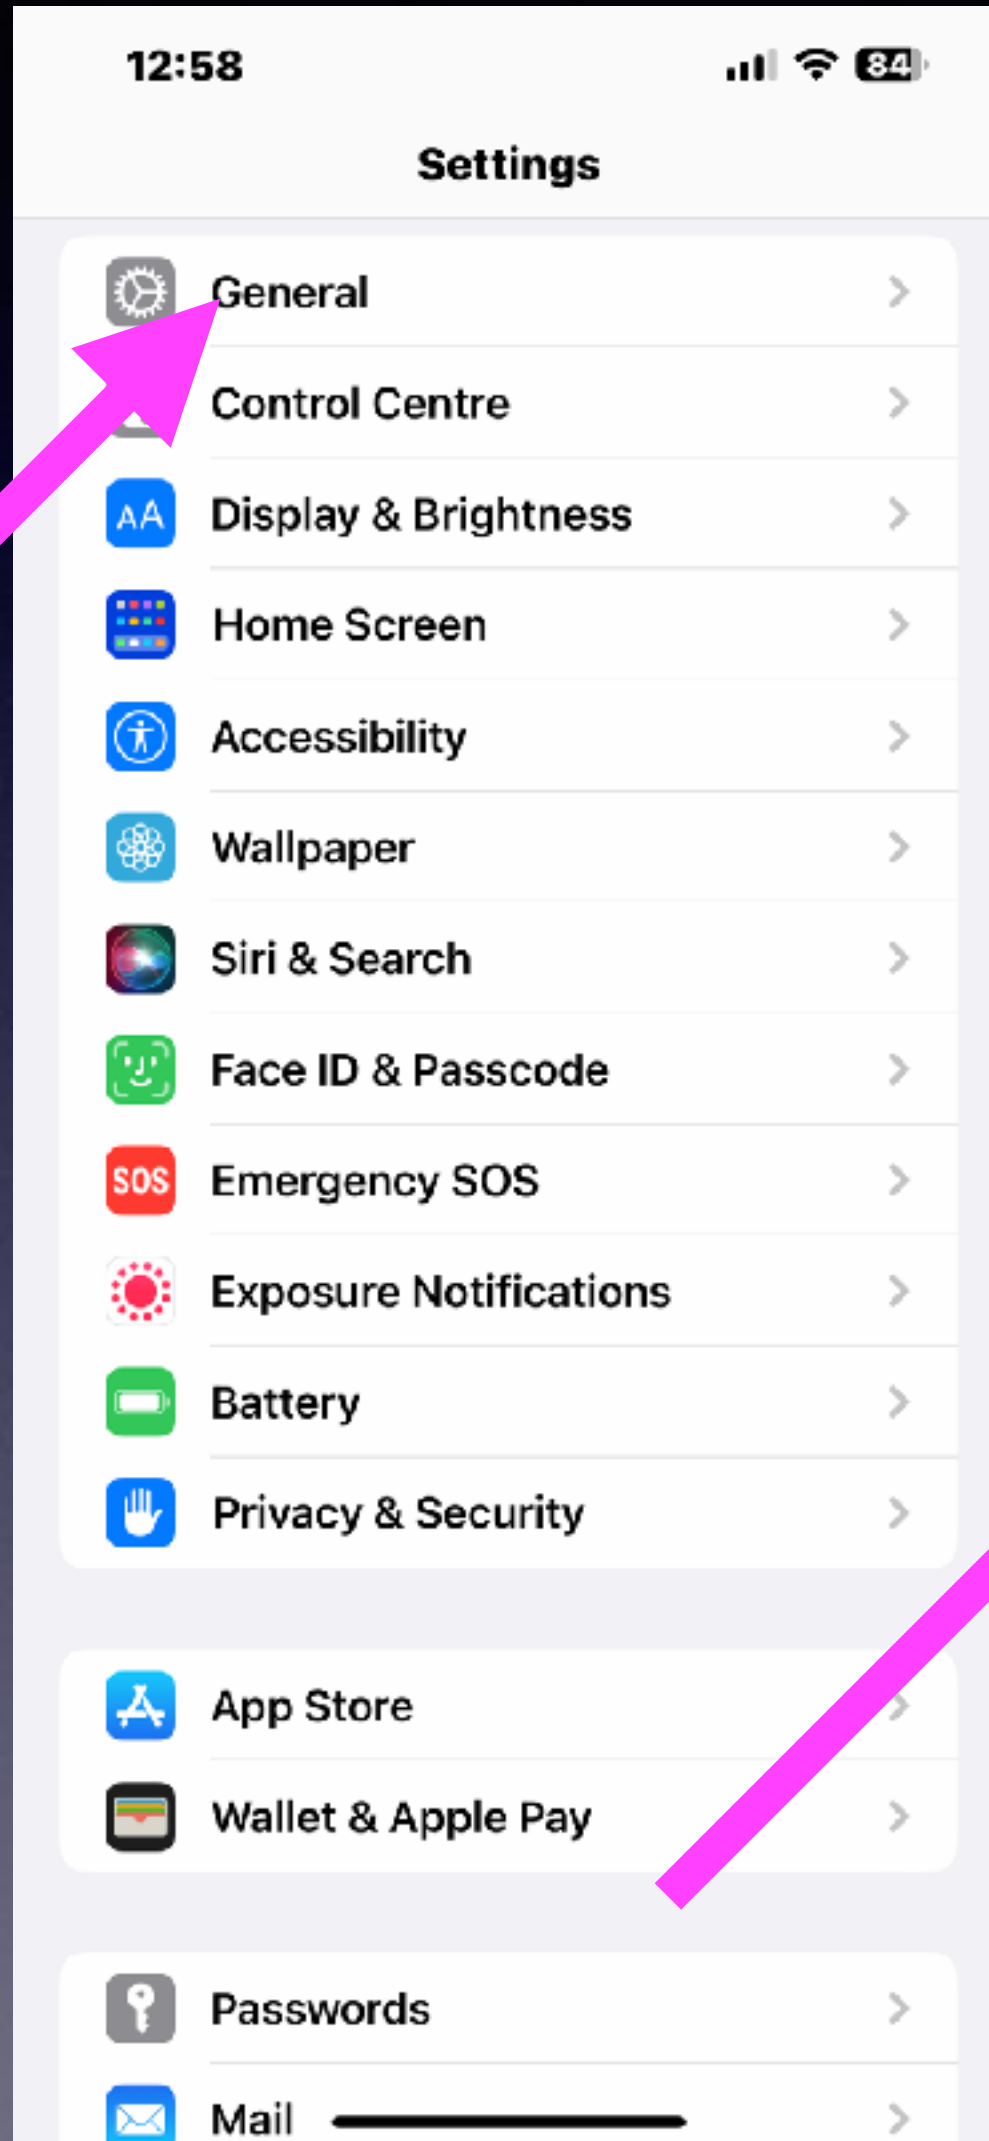 12:58 84
Settings
General
Control Centre
AA Display & Brightness
Home Screen
Accessibility
Wallpaper
Siri & Search
Face ID & Passcode
SOS Emergency SOS
Exposure Notifications
Battery
Privacy & Security
App Store
Wallet & Apple Pay
Passwords
Mail